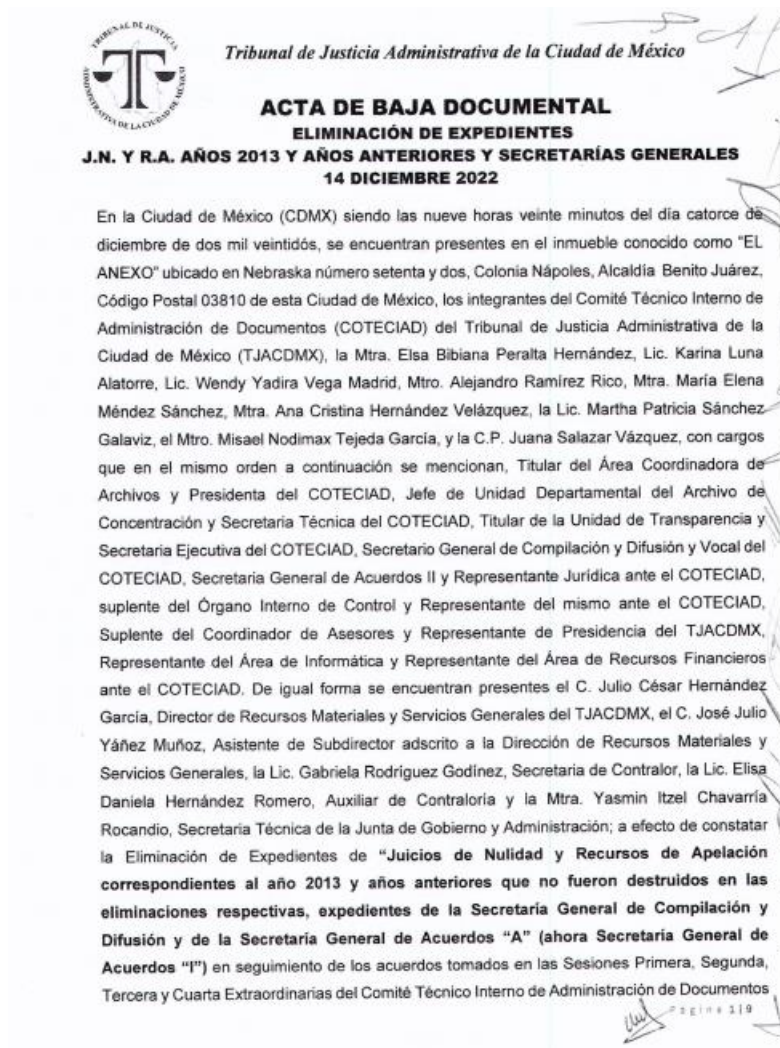 TRIBUNAL DE JUSTICIA
ADMINISTRATIVA DE LA CIUDAD DE MÉXICO
Tribunal de Justicia Administrativa de la Ciudad de México
ACTA DE BAJA DOCUMENTAL
ELIMINACIÓN DE EXPEDIENTES
J.N. Y R.A. AÑOS 2013 Y AÑOS ANTERIORES Y SECRETARÍAS GENERALES
14 DICIEMBRE 2022
En la Ciudad de México (CDMX) siendo las nueve horas veinte minutos del día catorce de
diciembre de dos mil veintidós, se encuentran presentes en el inmueble conocido como "EL
ANEXO" ubicado en Nebraska número setenta y dos, Colonia Nápoles, Alcaldía Benito Juárez,
Código Postal 03810 de esta Ciudad de México, los integrantes del Comité Técnico Interno de
Administración de Documentos (COTECIAD) del Tribunal de Justicia Administrativa de la
Ciudad de México (TJACDMX), la Mtra. Elsa Bibiana Peralta Hernández, Lic. Karina Luna
Alatorre, Lic. Wendy Yadira Vega Madrid, Mtro. Alejandro Ramírez Rico, Mtra. María Elena
Méndez Sánchez, Mtra. Ana Cristina Hernández Velázquez, la Lic. Martha Patricia Sánchez
Galaviz, el Mtro. Misael Nodimax Tejeda García, y la C.P. Juana Salazar Vázquez, con cargos
que en el mismo orden a continuación se mencionan, Titular del Área Coordinadora de
Archivos y Presidenta del COTECIAD, Jefe de Unidad Departamental del Archivo de
Concentración y Secretaria Técnica del COTECIAD, Titular de la Unidad de Transparencia y
Secretaria Ejecutiva del COTECIAD, Secretario General de Compilación y Difusión y Vocal del
COTECIAD, Secretaria General de Acuerdos II y Representante Jurídica ante el COTECIAD,
suplente del Órgano Interno de Control y Representante del mismo ante el COTECIAD,
Suplente del Coordinador de Asesores y Representante de Presidencia del TJACDMX,
Representante del Área de Informática y Representante del Área de Recursos Financieros
ante el COTECIAD. De igual forma se encuentran presentes el C. Julio César Hernández
García, Director de Recursos Materiales y Servicios Generales del TJACDMX, el C. José Julio
Yáñez Muñoz, Asistente de Subdirector adscrito a la Dirección de Recursos Materiales y
Servicios Generales, la Lic. Gabriela Rodríguez Godínez, Secretaria de Contralor, la Lic. Elisa
Daniela Hernández Romero, Auxiliar de Contraloría y la Mtra. Yasmin Itzel Chavarría
Rocandio, Secretaria Técnica de la Junta de Gobierno y Administración; a efecto de constatar
la Eliminación de Expedientes de "Juicios de Nulidad y Recursos de Apelación
correspondientes al año 2013 y años anteriores que no fueron destruidos en las
eliminaciones respectivas, expedientes de la Secretaría General de Compilación y
Difusión y de la Secretaría General de Acuerdos "A" (ahora Secretaría General de
Acuerdos "I") en seguimiento de los acuerdos tomados en las Sesiones Primera, Segunda,
Tercera y Cuarta Extraordinarias del Comité Técnico Interno de Administración de Documentos
Página 1|9